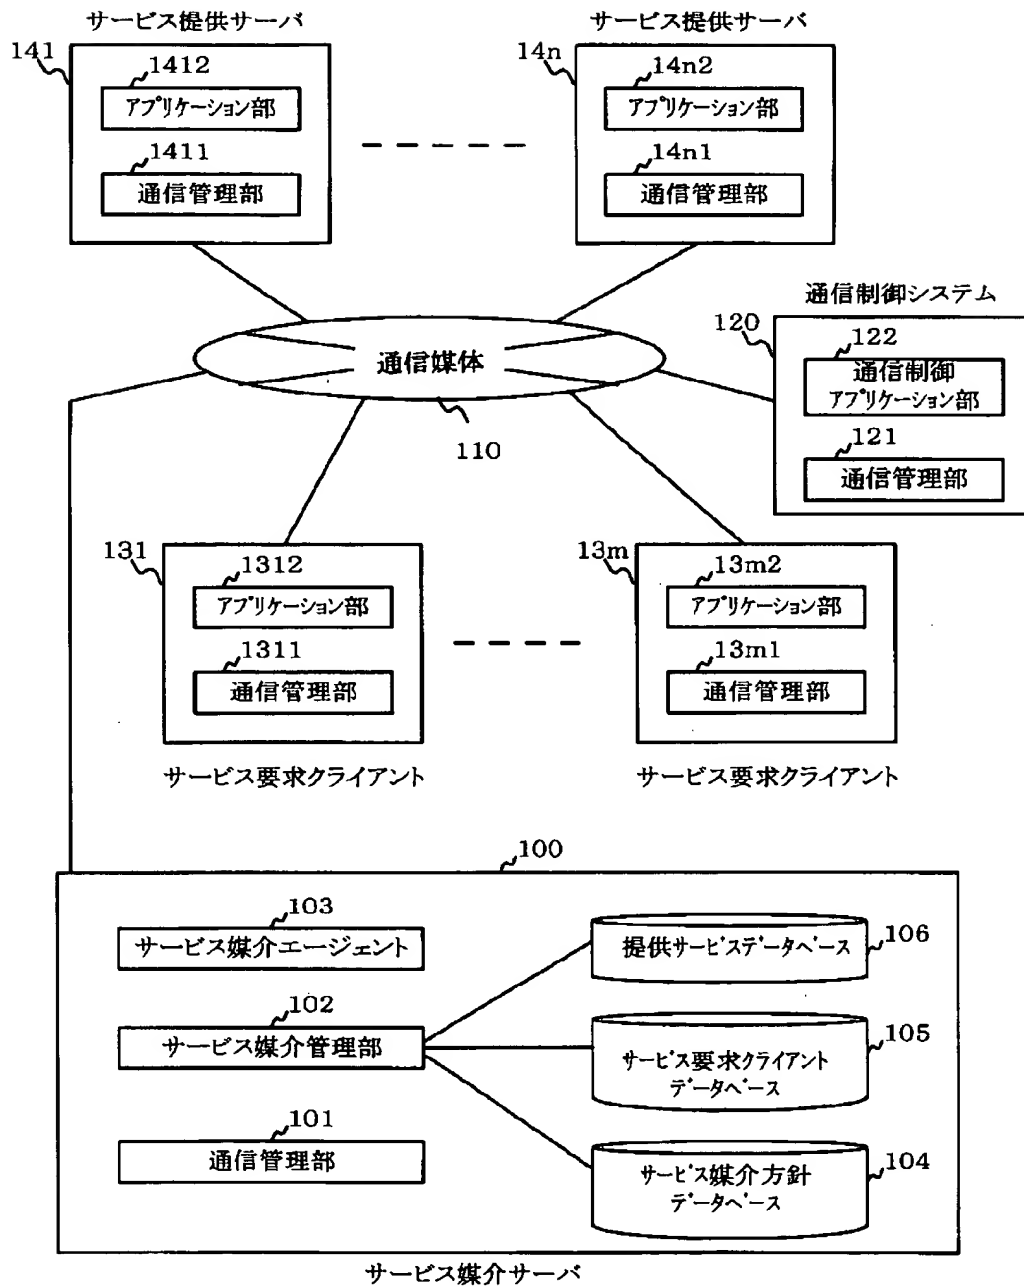 サービス提供サーバ
サービス提供サーバ
141
14n
1412
アプリケーション部
14n2
アプリケーション部
1411
通信管理部
14n1
通信管理部
通信制御システム
120
122
通信制御
アプリケーション部
121
通信管理部
通信媒体
110
131
13m
1312
アプリケーション部
13m2
アプリケーション部
1311
通信管理部
13m1
通信管理部
サービス要求クライアント
サービス要求クライアント
100
103
サービス媒介エージェント
提供サービスデータベース
106
102
サービス媒介管理部
サービス要求クライアント
データベース
105
101
通信管理部
サービス媒介方針
データベース
104
サービス媒介サーバ